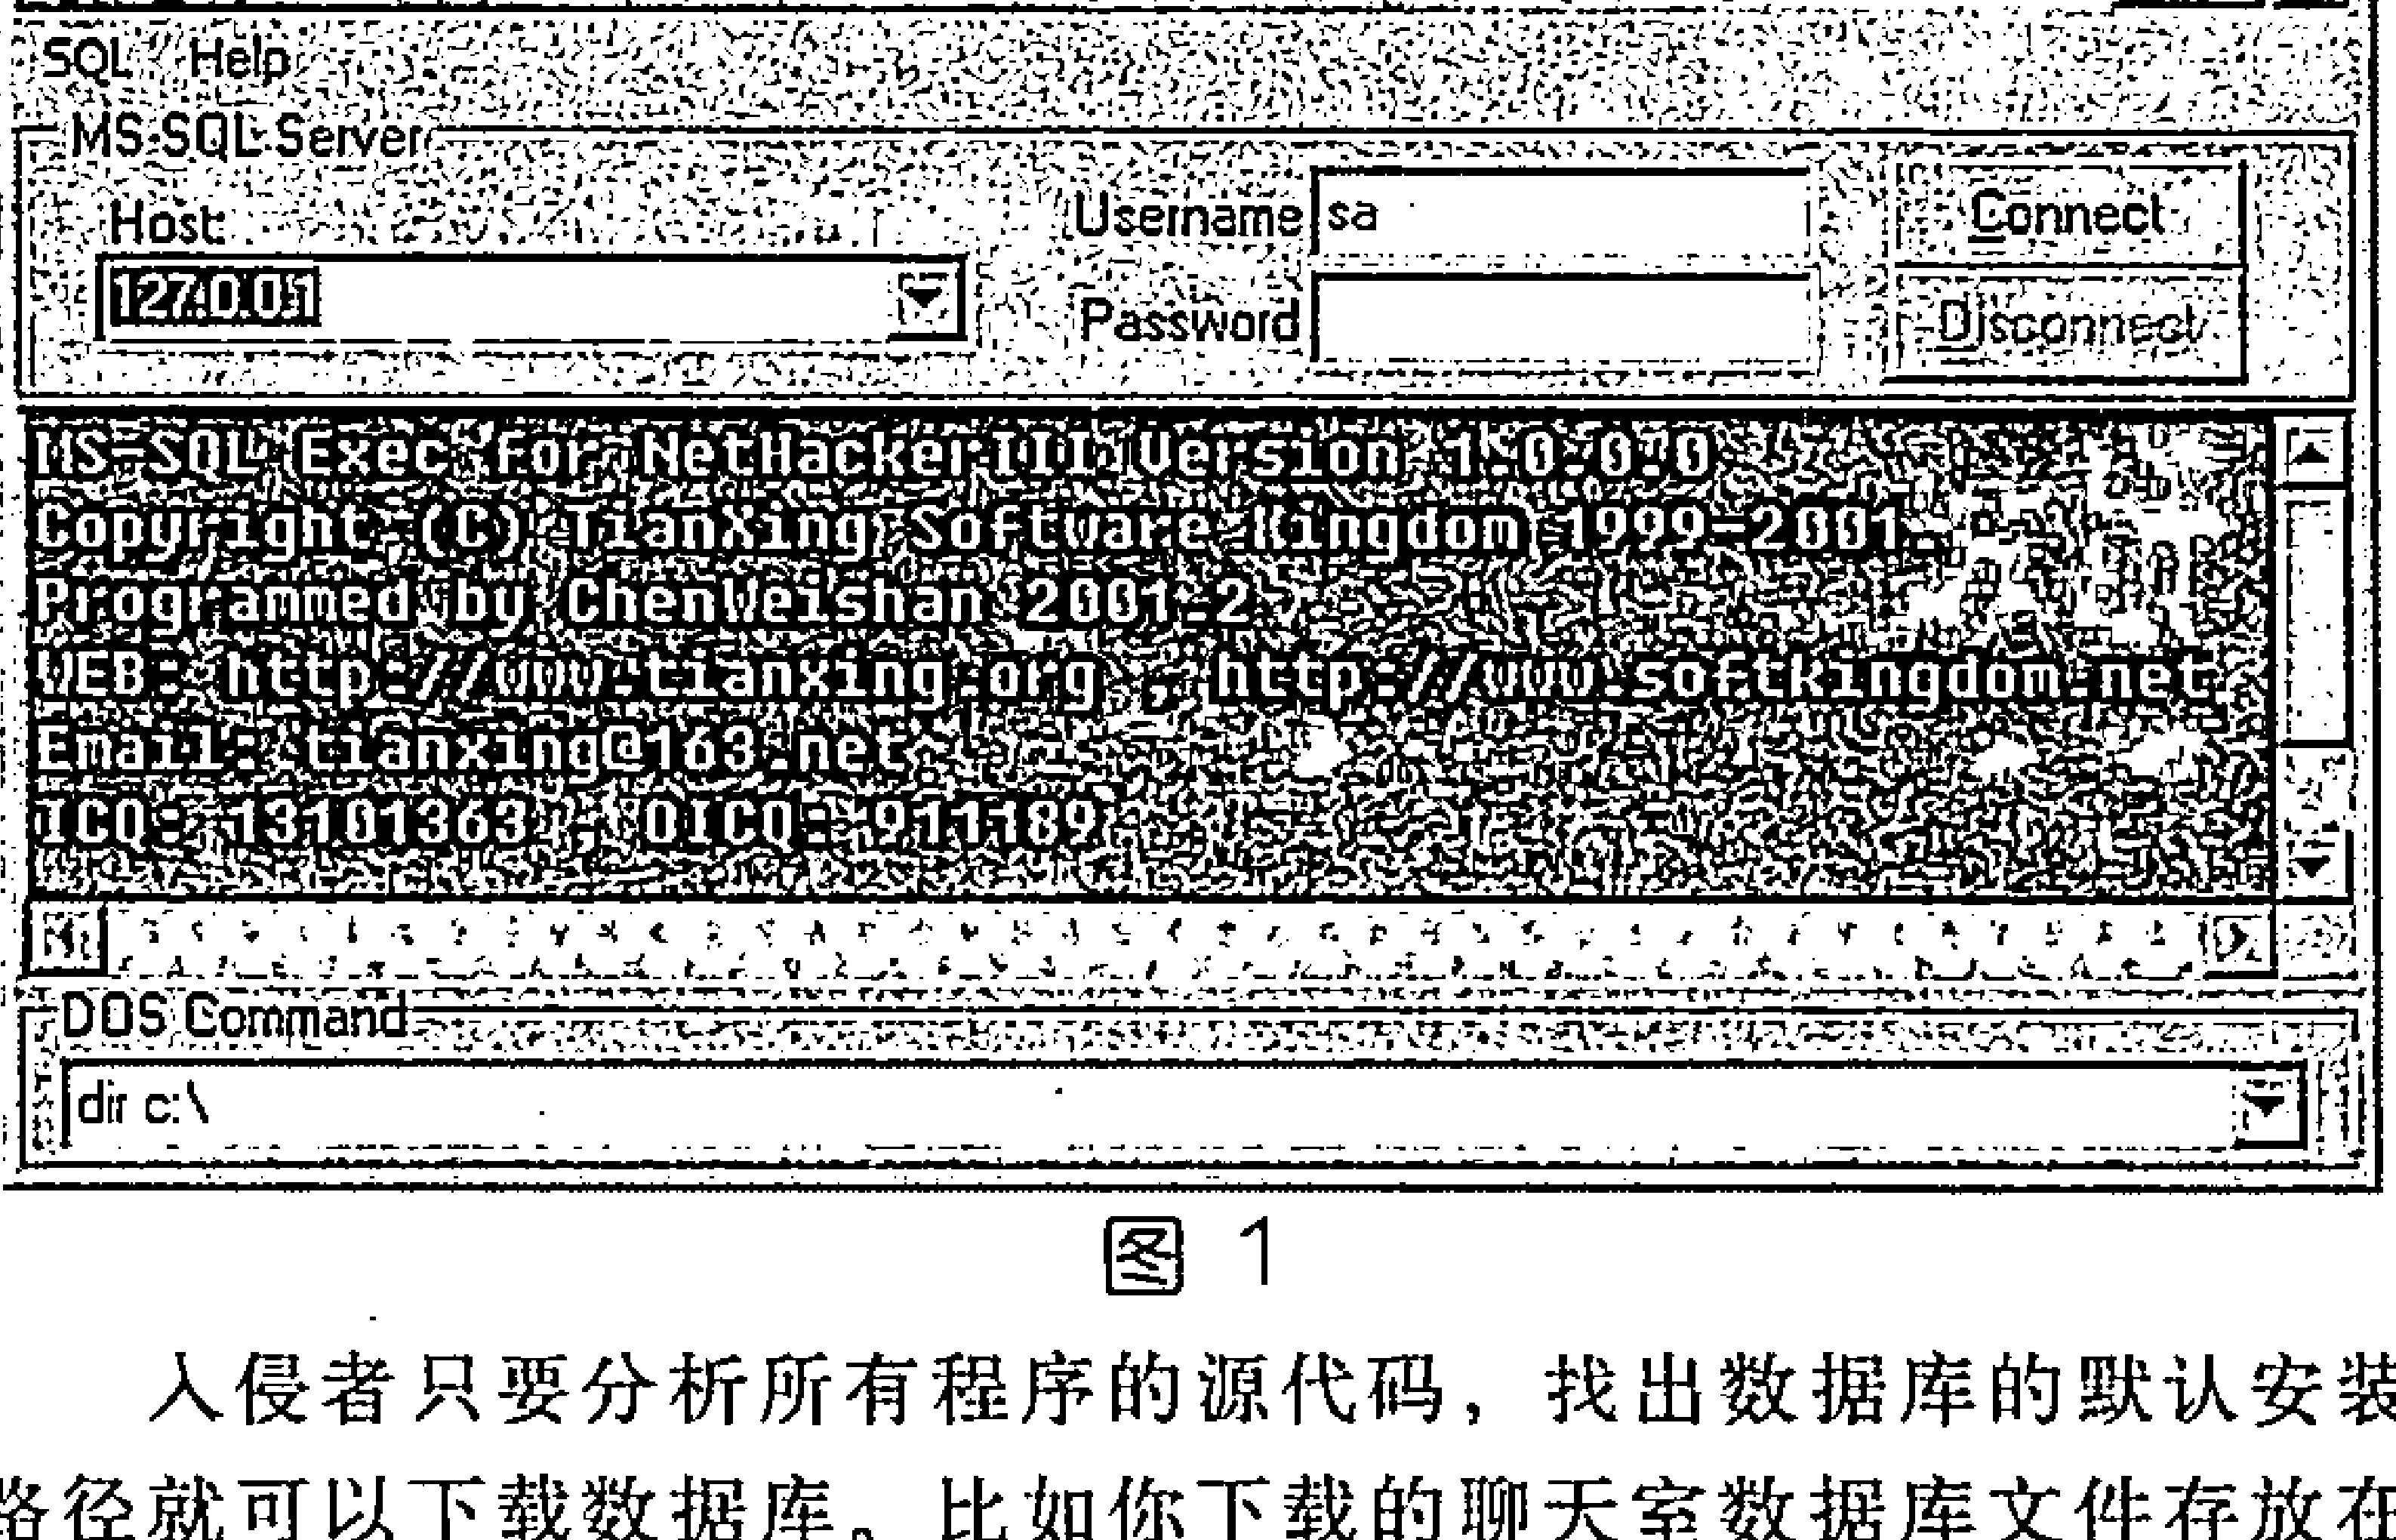 SQL Help
MS SQL Server
Host:
Username sa Connect
127.0.0.1
Password Disconnect
MS-SQL Exec For NetHackerIII Version 1.0.0.0
Copyright (C) TianXing Software Kingdom 1999-2001.
Programmed by ChenWeishan 2001.2
WEB: http://www.tianxing.org , http://www.softkingdom.net
Email: tianxing@163.net
ICQ: 13101363 , OICQ: 911189
DOS Command
dir c:\
图 1
入侵者只要分析所有程序的源代码，找出数据库的默认安装
路径就可以下载数据库。比如你下载的聊天室数据库文件存放在